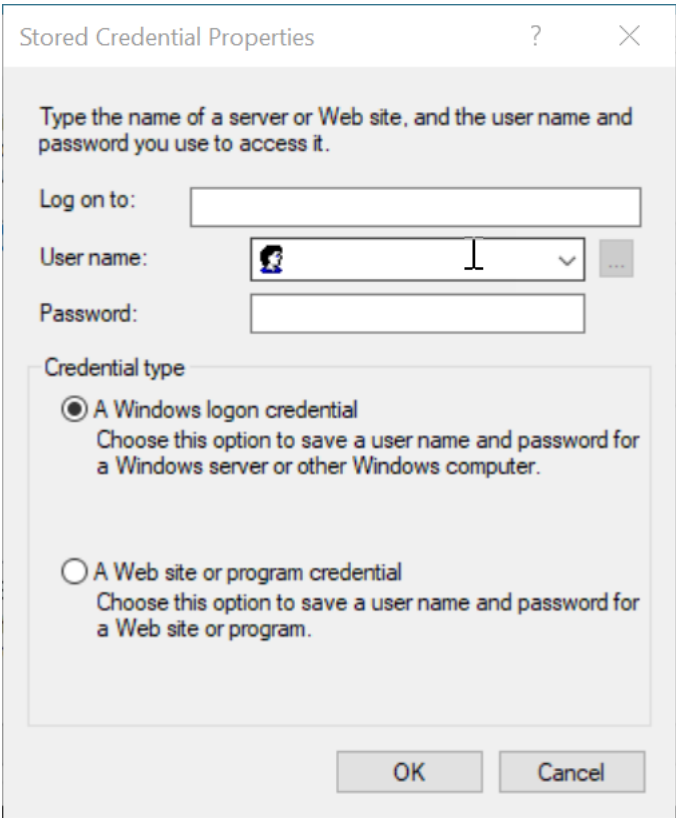 Stored Credential Properties
Type the name of a server or Web site, and the user name and
password you use to access it.
Log on to:
User name:
...
Password:
Credential type
A Windows logon credential
Choose this option to save a user name and password for
a Windows server or other Windows computer.
A Web site or program credential
Choose this option to save a user name and password for
a Web site or program.
OK Cancel